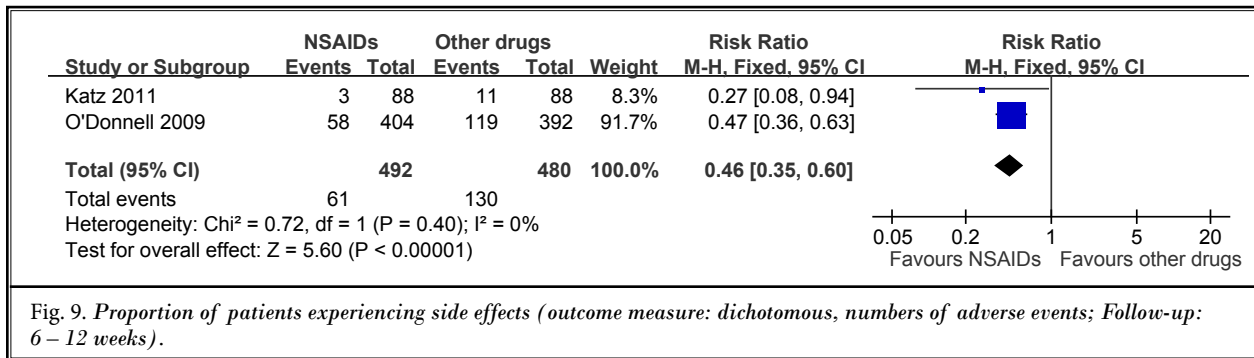 NSAIDs Other drugs Risk Ratio Risk Ratio
Study or Subgroup Events Total Events Total Weight M-H, Fixed, 95% CI M-H, Fixed, 95% CI
Katz 2011 3 88 11 88 8.3% 0.27 [0.08, 0.94]
O'Donnell 2009 58 404 119 392 91.7% 0.47 [0.36, 0.63]
Total (95% CI) 492 480 100.0% 0.46 [0.35, 0.60]
Total events 61 130
Heterogeneity: Chi² = 0.72, df = 1 (P = 0.40); I² = 0%
Test for overall effect: Z = 5.60 (P < 0.00001)
0.05 0.2 1 5 20
Favours NSAIDs Favours other drugs
Fig. 9. Proportion of patients experiencing side effects (outcome measure: dichotomous, numbers of adverse events; Follow-up:
6 – 12 weeks).